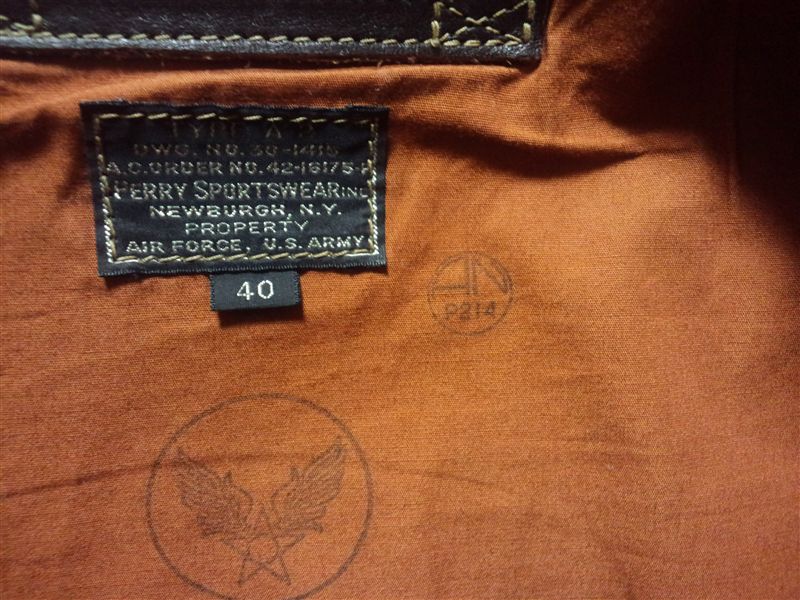 TYPE A-2
DWG. NO. 30-1415
A.C. ORDER NO. 42-16175-P
PERRY SPORTSWEAR INC.
NEWBURGH, N.Y.
PROPERTY
AIR FORCE, U.S. ARMY
40
AN
P214